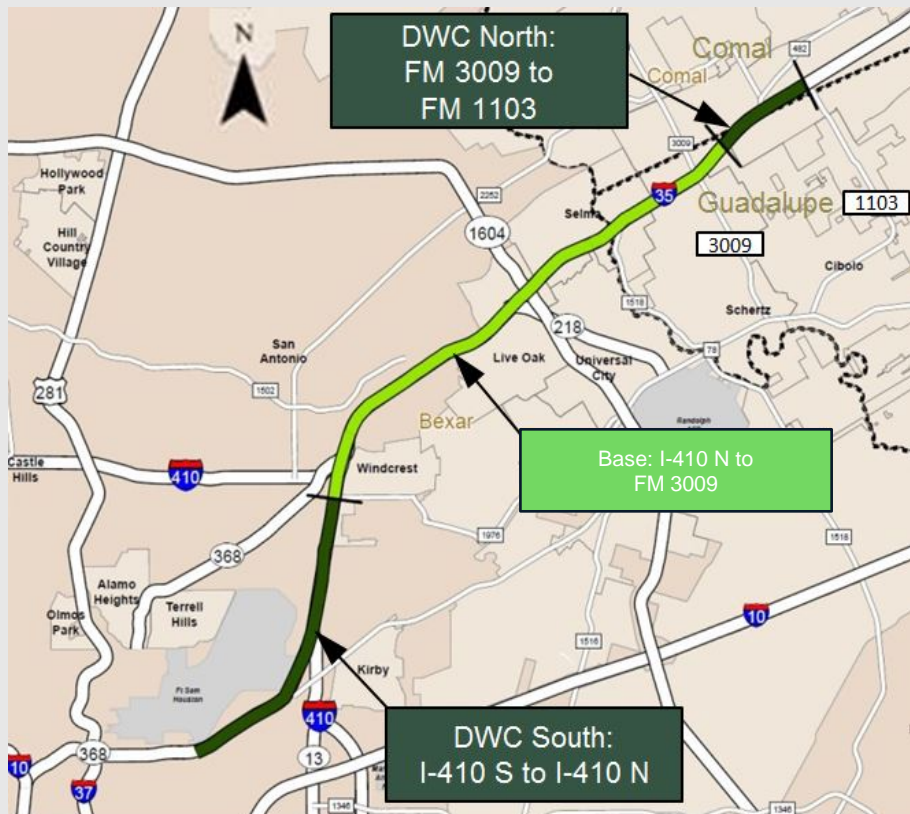 N
DWC North:
FM 3009 to
FM 1103
Comal
Comal
482
3009
Hollywood
Park
2252
35
Selma
Guadalupe
1103
1604
Hill
Country
Village
3009
Cibolo
1518
Schertz
218
San
Antonio
Live Oak
Universal
City
78
281
1502
Bexar
Randolph
Base: I-410 N to
FM 3009
Castle
Hills
410
Windcrest
1976
1518
368
Alamo
Heights
Olmos
Park
Terrell
Hills
10
1516
Kirby
Ft Sam
Houston
410
DWC South:
I-410 S to I-410 N
368
13
10
37
1346
1346